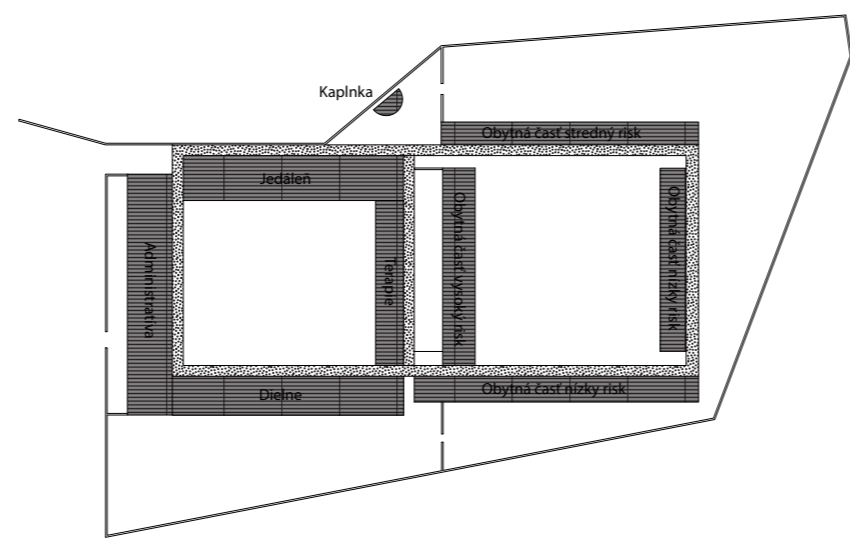 Kaplnka
Obytná časť stredný risk
Jedáleň
Administratíva
Terapie
Obytná časť vysoký risk
Obytná časť nízky risk
Dielne
Obytná časť nízky risk